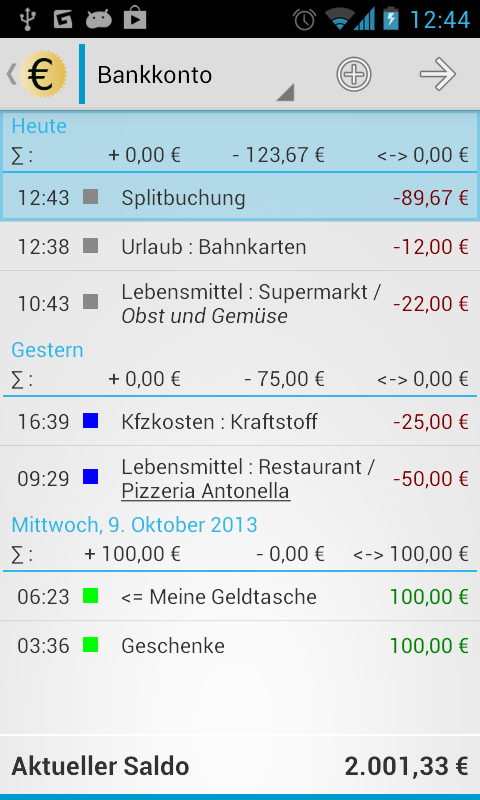 12:44
€ Bankkonto
Heute
Σ : + 0,00 € - 123,67 € <-> 0,00 €
12:43 Splitbuchung -89,67 €
12:38 Urlaub : Bahnkarten -12,00 €
10:43 Lebensmittel : Supermarkt / -22,00 €
Obst und Gemüse
Gestern
Σ : + 0,00 € - 75,00 € <-> 0,00 €
16:39 Kfzkosten : Kraftstoff -25,00 €
09:29 Lebensmittel : Restaurant / -50,00 €
Pizzeria Antonella
Mittwoch, 9. Oktober 2013
Σ : + 100,00 € - 0,00 € <-> 100,00 €
06:23 <= Meine Geldtasche 100,00 €
03:36 Geschenke 100,00 €
Aktueller Saldo 2.001,33 €